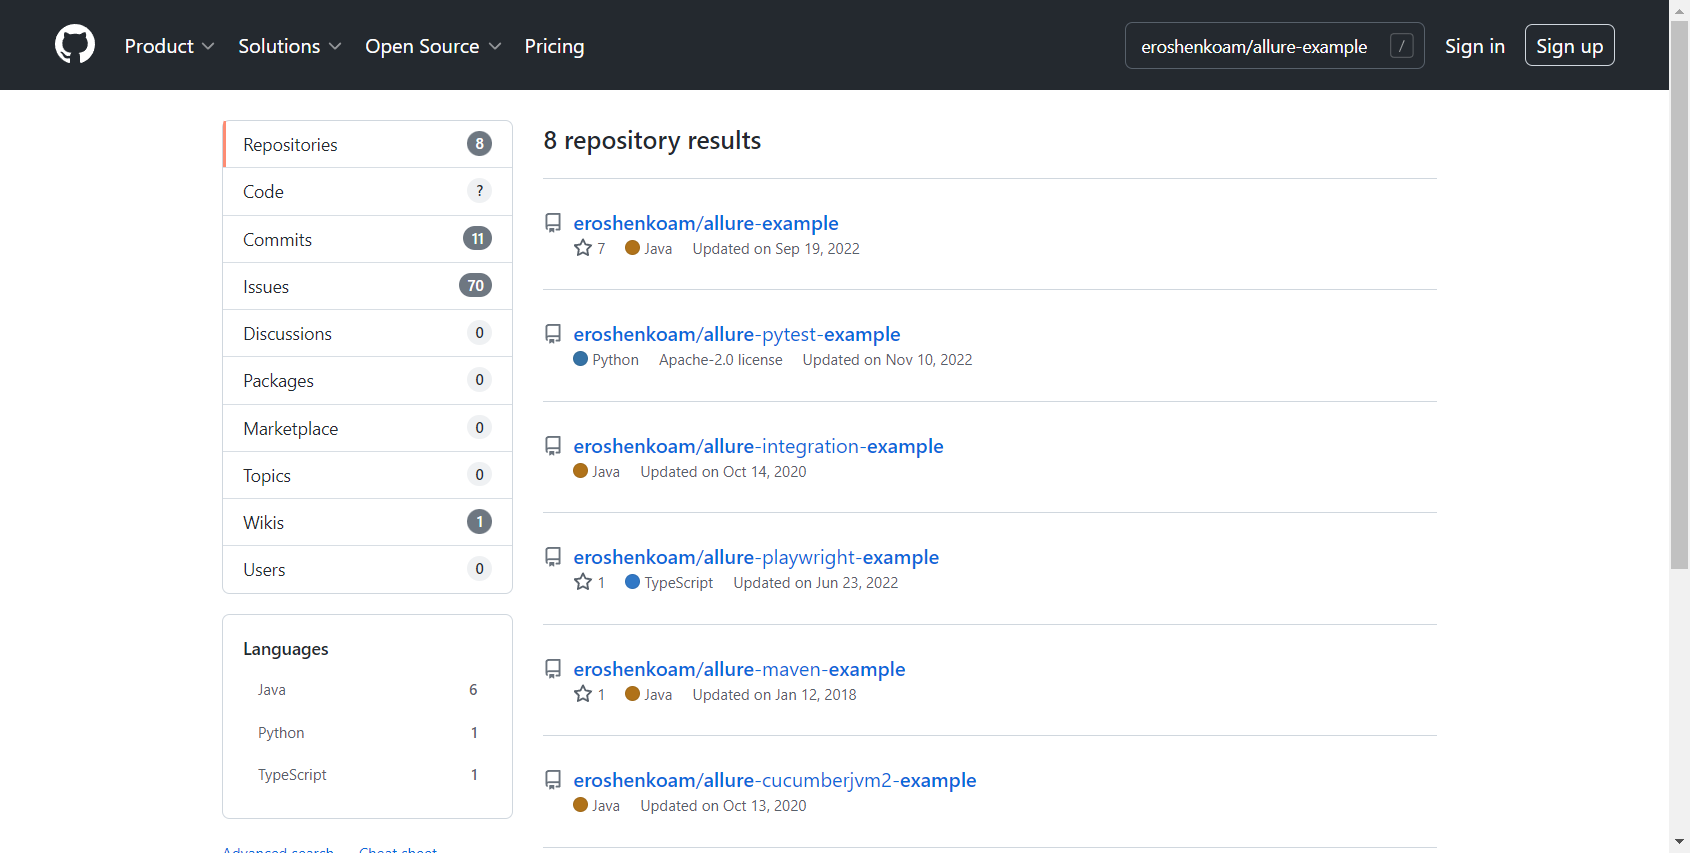 Product Solutions Open Source Pricing eroshenkoam/allure-example / Sign in Sign up
Repositories 8
Code ?
Commits 11
Issues 70
Discussions 0
Packages 0
Marketplace 0
Topics 0
Wikis 1
Users 0
Languages
Java 6
Python 1
TypeScript 1
Advanced search Cheat sheet
8 repository results
eroshenkoam/allure-example
7 Java Updated on Sep 19, 2022
eroshenkoam/allure-pytest-example
Python Apache-2.0 license Updated on Nov 10, 2022
eroshenkoam/allure-integration-example
Java Updated on Oct 14, 2020
eroshenkoam/allure-playwright-example
1 TypeScript Updated on Jun 23, 2022
eroshenkoam/allure-maven-example
1 Java Updated on Jan 12, 2018
eroshenkoam/allure-cucumberjvm2-example
Java Updated on Oct 13, 2020